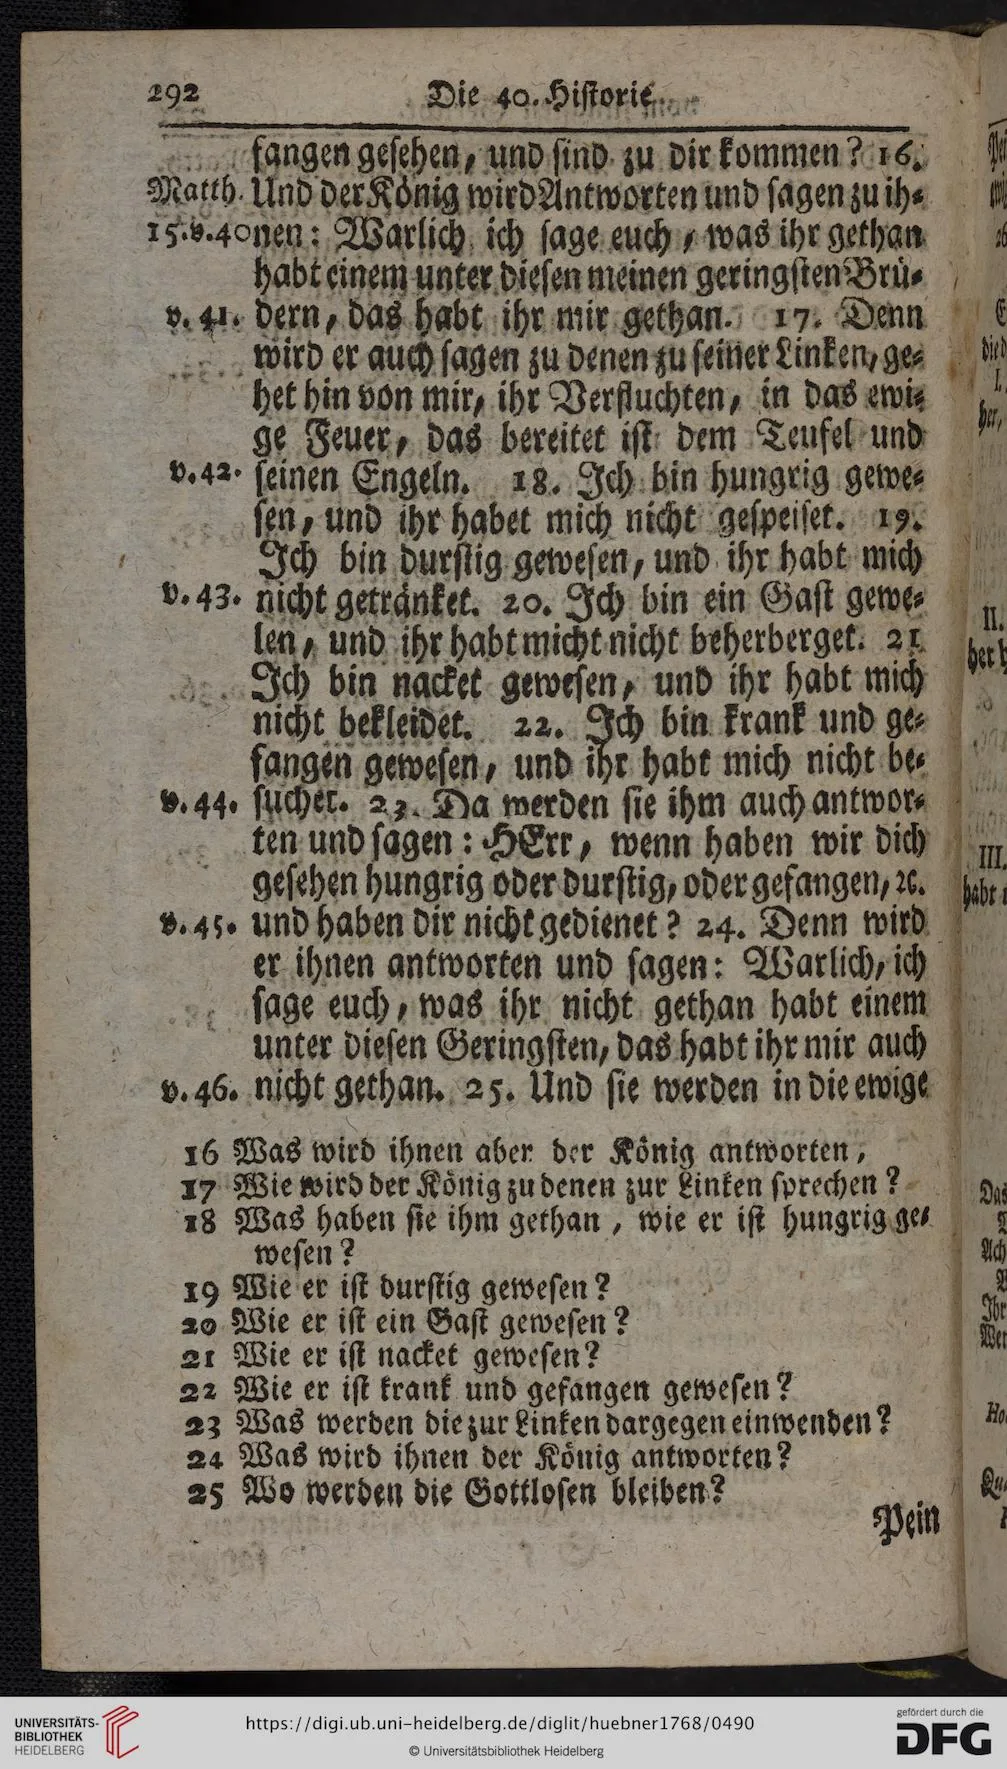 292 Die 40. Historie.
fangen gesehen, und sind zu dir kommen? 16.
Matth. Und der König wird Antworten und sagen zu ih⸗
15. v. 40 nen: Warlich ich sage euch, was ihr gethan
habt einem unter diesen meinen geringsten Brü⸗
v. 41. dern, das habt ihr mir gethan. 17. Denn
wird er auch sagen zu denen zu seiner Linken, ge⸗
het hin von mir, ihr Verfluchten, in das ewi⸗
ge Feuer, das bereitet ist dem Teufel und
v. 42. seinen Engeln. 18. Ich bin hungrig gewe⸗
sen, und ihr habet mich nicht gespeiset. 19.
Ich bin durstig gewesen, und ihr habt mich
v. 43. nicht getränket. 20. Ich bin ein Gast gewe⸗
len, und ihr habt micht nicht beherberget. 21
Ich bin nacket gewesen, und ihr habt mich
nicht bekleidet. 22. Ich bin krank und ge⸗
fangen gewesen, und ihr habt mich nicht be⸗
v. 44. suchet. 23. Da werden sie ihm auch antwor⸗
ten und sagen: HErr, wenn haben wir dich
gesehen hungrig oder durstig, oder gefangen, ꝛc.
v. 45. und haben dir nicht gedienet? 24. Denn wird
er ihnen antworten und sagen: Warlich, ich
sage euch, was ihr nicht gethan habt einem
unter diesen Geringsten, das habt ihr mir auch
v. 46. nicht gethan. 25. Und sie werden in die ewige
16 Was wird ihnen aber der König antworten,
17 Wie wird der König zu denen zur Linken sprechen?
18 Was haben sie ihm gethan, wie er ist hungrig ge⸗
wesen?
19 Wie er ist durstig gewesen?
20 Wie er ist ein Gast gewesen?
21 Wie er ist nacket gewesen?
22 Wie er ist krank und gefangen gewesen?
23 Was werden die zur Linken dargegen einwenden?
24 Was wird ihnen der König antworten?
25 Wo werden die Gottlosen bleiben?
Pein
II.
III.
UNIVERSITÄTS-
BIBLIOTHEK
HEIDELBERG
https://digi.ub.uni-heidelberg.de/diglit/huebner1768/0490
© Universitätsbibliothek Heidelberg
gefördert durch die
DFG